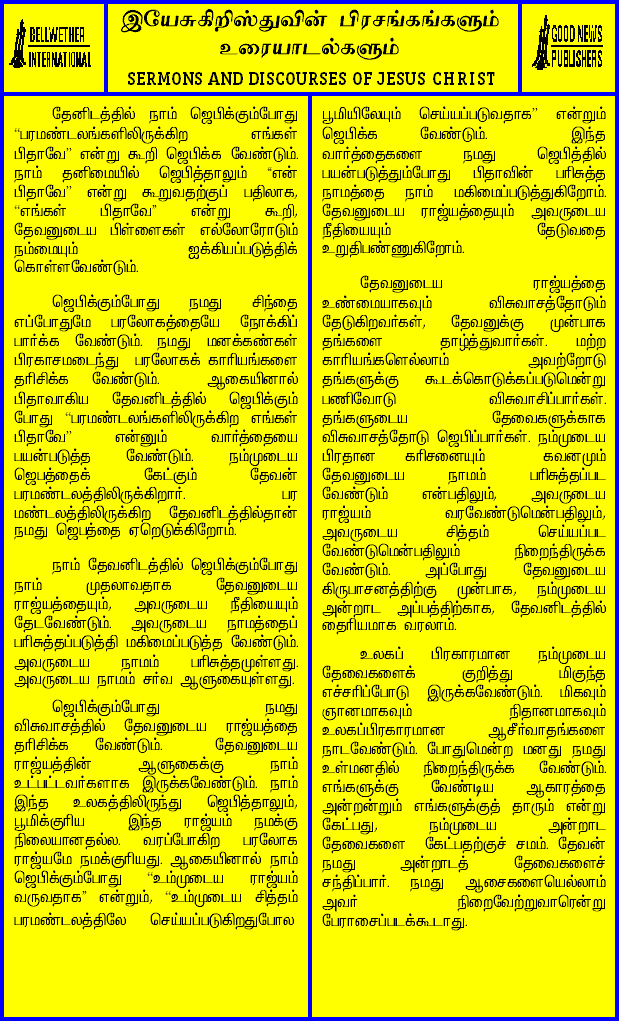 BELLWETHER
INTERNATIONAL
இயேசுகிறிஸ்துவின் பிரசங்கங்களும்
உரையாடல்களும்
SERMONS AND DISCOURSES OF JESUS CHRIST
GOOD NEWS
PUBLISHERS
தேனிடத்தில் நாம் ஜெபிக்கும்போது
“பரமண்டலங்களிலிருக்கிற எங்கள்
பிதாவே” என்று கூறி ஜெபிக்க வேண்டும்.
நாம் தனிமையில் ஜெபித்தாலும் “என்
பிதாவே” என்று கூறுவதற்குப் பதிலாக,
“எங்கள் பிதாவே” என்று கூறி,
தேவனுடைய பிள்ளைகள் எல்லோரோடும்
நம்மையும் ஐக்கியப்படுத்திக்
கொள்ளவேண்டும்.
ஜெபிக்கும்போது நமது சிந்தை
எப்போதுமே பரலோகத்தையே நோக்கிப்
பார்க்க வேண்டும். நமது மனக்கண்கள்
பிரகாசமடைந்து பரலோகக் காரியங்களை
தரிசிக்க வேண்டும். ஆகையினால்
பிதாவாகிய தேவனிடத்தில் ஜெபிக்கும்
போது “பரமண்டலங்களிலிருக்கிற எங்கள்
பிதாவே” என்னும் வார்த்தையை
பயன்படுத்த வேண்டும். நம்முடைய
ஜெபத்தைக் கேட்கும் தேவன்
பரமண்டலத்திலிருக்கிறார். பர
மண்டலத்திலிருக்கிற தேவனிடத்தில்தான்
நமது ஜெபத்தை ஏறெடுக்கிறோம்.
நாம் தேவனிடத்தில் ஜெபிக்கும்போது
நாம் முதலாவதாக தேவனுடைய
ராஜ்யத்தையும், அவருடைய நீதியையும்
தேடவேண்டும். அவருடைய நாமத்தைப்
பரிசுத்தப்படுத்தி மகிமைப்படுத்த வேண்டும்.
அவருடைய நாமம் பரிசுத்தமுள்ளது.
அவருடைய நாமம் சர்வ ஆளுகையுள்ளது.
ஜெபிக்கும்போது நமது
விசுவாசத்தில் தேவனுடைய ராஜ்யத்தை
தரிசிக்க வேண்டும். தேவனுடைய
ராஜ்யத்தின் ஆளுகைக்கு நாம்
உட்பட்டவர்களாக இருக்கவேண்டும். நாம்
இந்த உலகத்திலிருந்து ஜெபித்தாலும்,
பூமிக்குரிய இந்த ராஜ்யம் நமக்கு
நிலையானதல்ல. வரப்போகிற பரலோக
ராஜ்யமே நமக்குரியது. ஆகையினால் நாம்
ஜெபிக்கும்போது “உம்முடைய ராஜ்யம்
வருவதாக” என்றும், “உம்முடைய சித்தம்
பரமண்டலத்திலே செய்யப்படுகிறதுபோல
பூமியிலேயும் செய்யப்படுவதாக” என்றும்
ஜெபிக்க வேண்டும். இந்த
வார்த்தைகளை நமது ஜெபித்தில்
பயன்படுத்தும்போது பிதாவின் பரிசுத்த
நாமத்தை நாம் மகிமைப்படுத்துகிறோம்.
தேவனுடைய ராஜ்யத்தையும் அவருடைய
நீதியையும் தேடுவதை
உறுதிபண்ணுகிறோம்.
தேவனுடைய ராஜ்யத்தை
உண்மையாகவும் விசுவாசத்தோடும்
தேடுகிறவர்கள், தேவனுக்கு முன்பாக
தங்களை தாழ்த்துவார்கள். மற்ற
காரியங்களெல்லாம் அவற்றோடு
தங்களுக்கு கூடக்கொடுக்கப்படுமென்று
பணிவோடு விசுவாசிப்பார்கள்.
தங்களுடைய தேவைகளுக்காக
விசுவாசத்தோடு ஜெபிப்பார்கள். நம்முடைய
பிரதான கரிசனையும் கவனமும்
தேவனுடைய நாமம் பரிசுத்தப்பட
வேண்டும் என்பதிலும், அவருடைய
ராஜ்யம் வரவேண்டுமென்பதிலும்,
அவருடைய சித்தம் செய்யப்பட
வேண்டுமென்பதிலும் நிறைந்திருக்க
வேண்டும். அப்போது தேவனுடைய
கிருபாசனத்திற்கு முன்பாக, நம்முடைய
அன்றாட அப்பத்திற்காக, தேவனிடத்தில்
தைரியமாக வரலாம்.
உலகப் பிரகாரமான நம்முடைய
தேவைகளைக் குறித்து மிகுந்த
எச்சரிப்போடு இருக்கவேண்டும். மிகவும்
ஞானமாகவும் நிதானமாகவும்
உலகப்பிரகாரமான ஆசீர்வாதங்களை
நாடவேண்டும். போதுமென்ற மனது நமது
உள்மனதில் நிறைந்திருக்க வேண்டும்.
எங்களுக்கு வேண்டிய ஆகாரத்தை
அன்றன்றும் எங்களுக்குத் தாரும் என்று
கேட்பது, நம்முடைய அன்றாட
தேவைகளை கேட்பதற்குச் சமம். தேவன்
நமது அன்றாடத் தேவைகளைச்
சந்திப்பார். நமது ஆசைகளையெல்லாம்
அவர் நிறைவேற்றுவாரென்று
பேராசைப்படக்கூடாது.